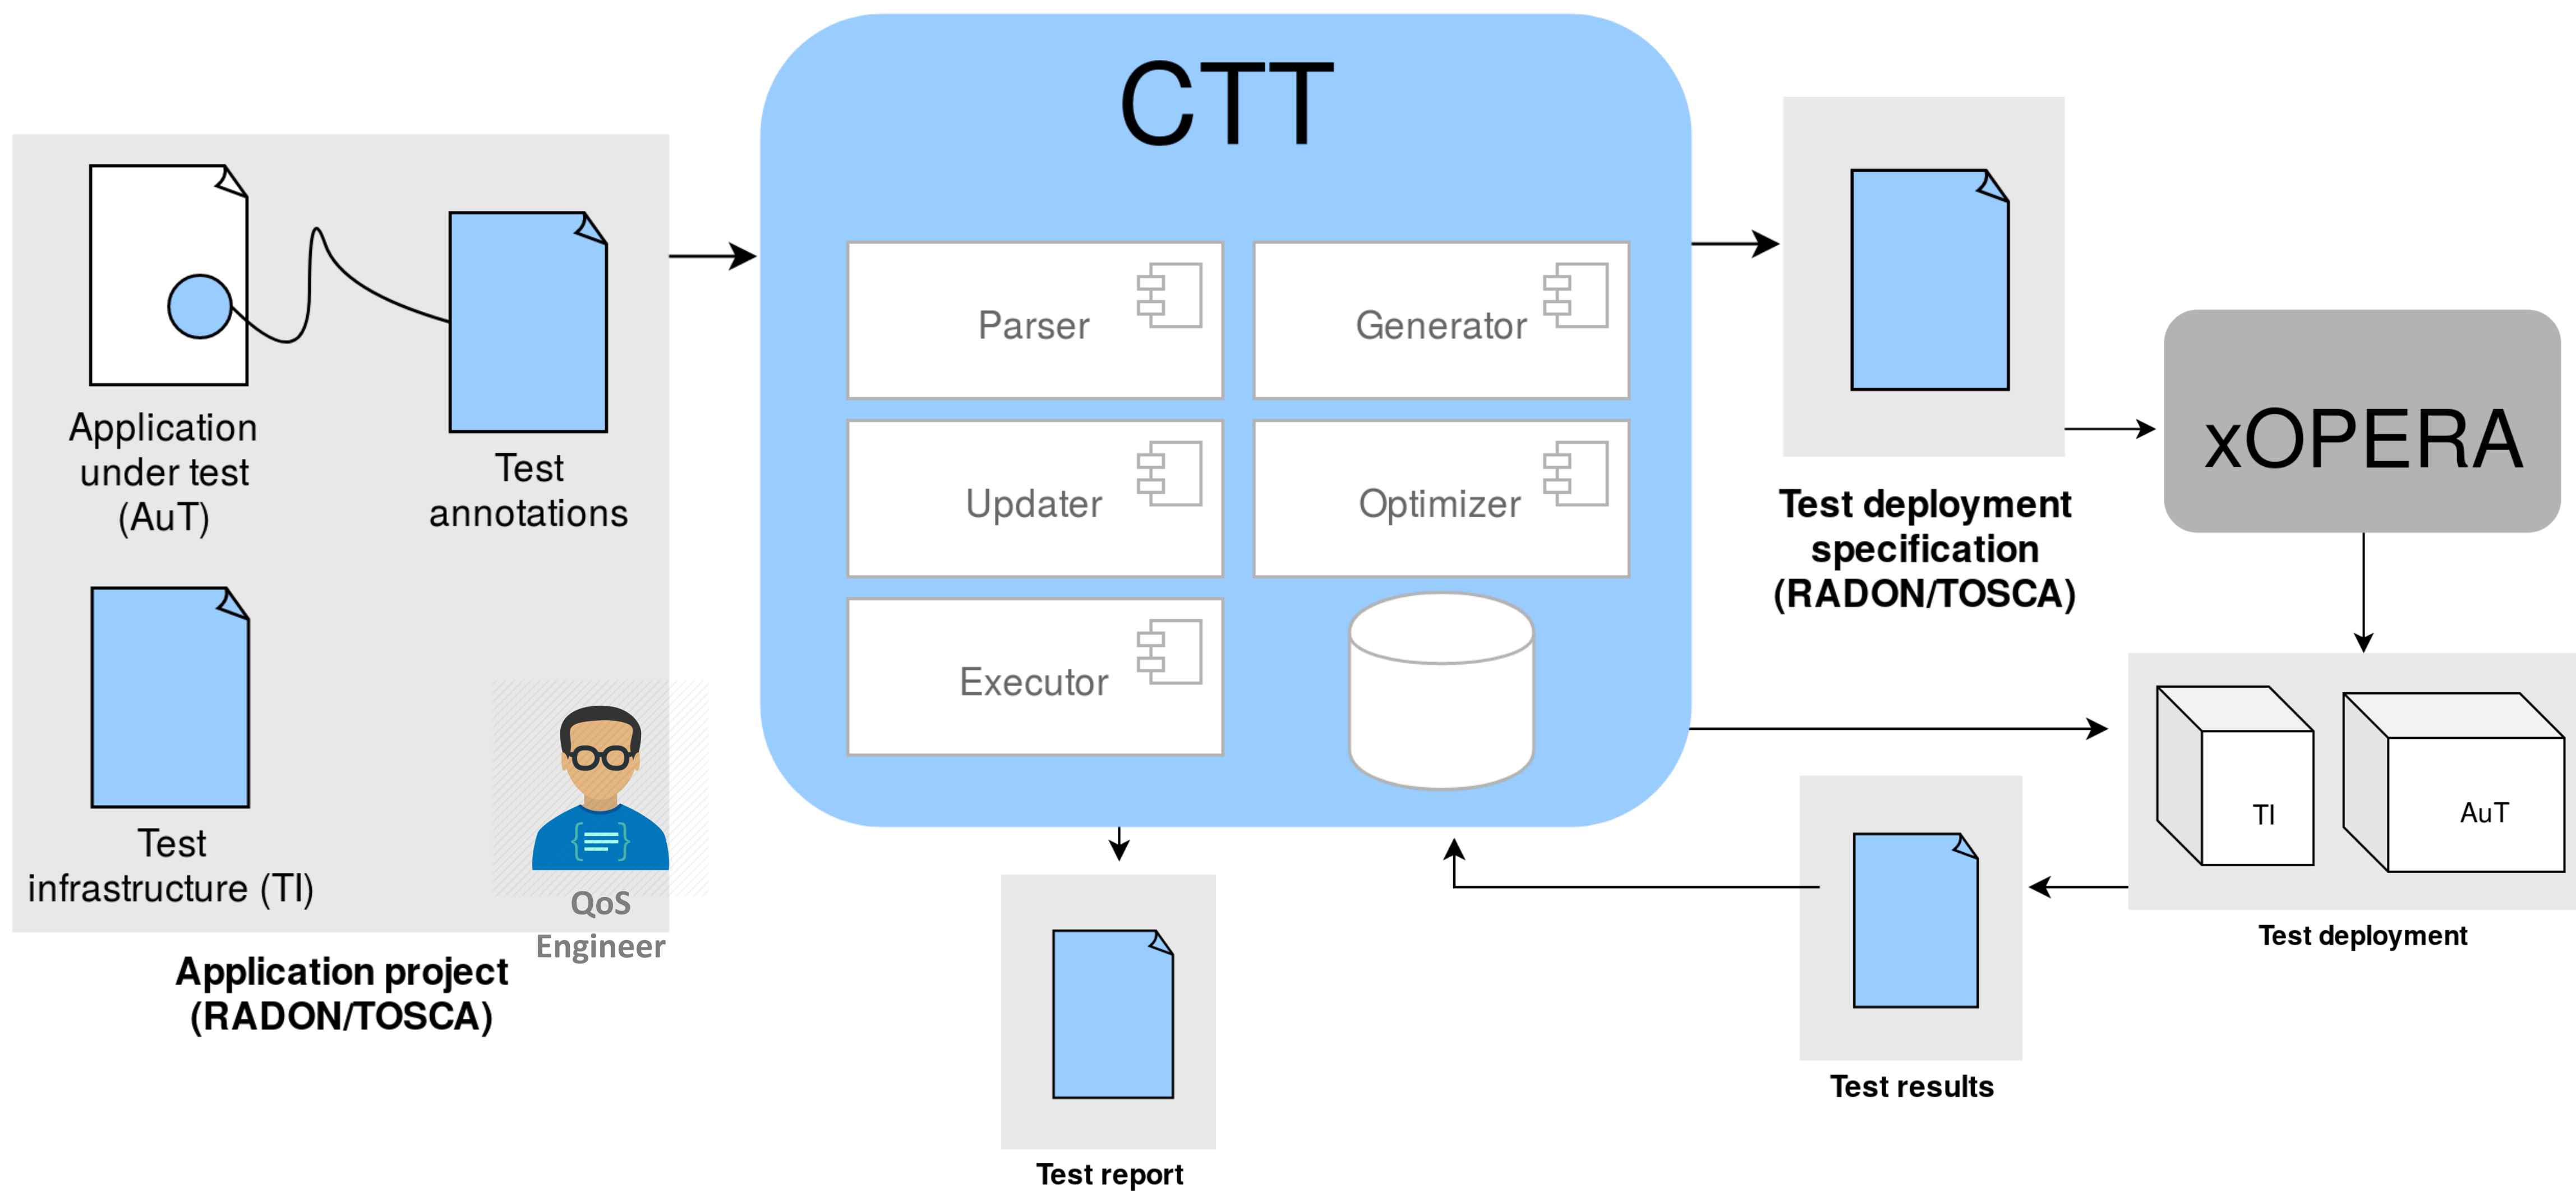 CTT
Parser
Generator
Updater
Optimizer
Executor
Application
under test
(AuT)
Test
annotations
Test
infrastructure (TI)
QoS
Engineer
Application project
(RADON/TOSCA)
Test deployment
specification
(RADON/TOSCA)
xOPERA
TI
AuT
Test deployment
Test results
Test report